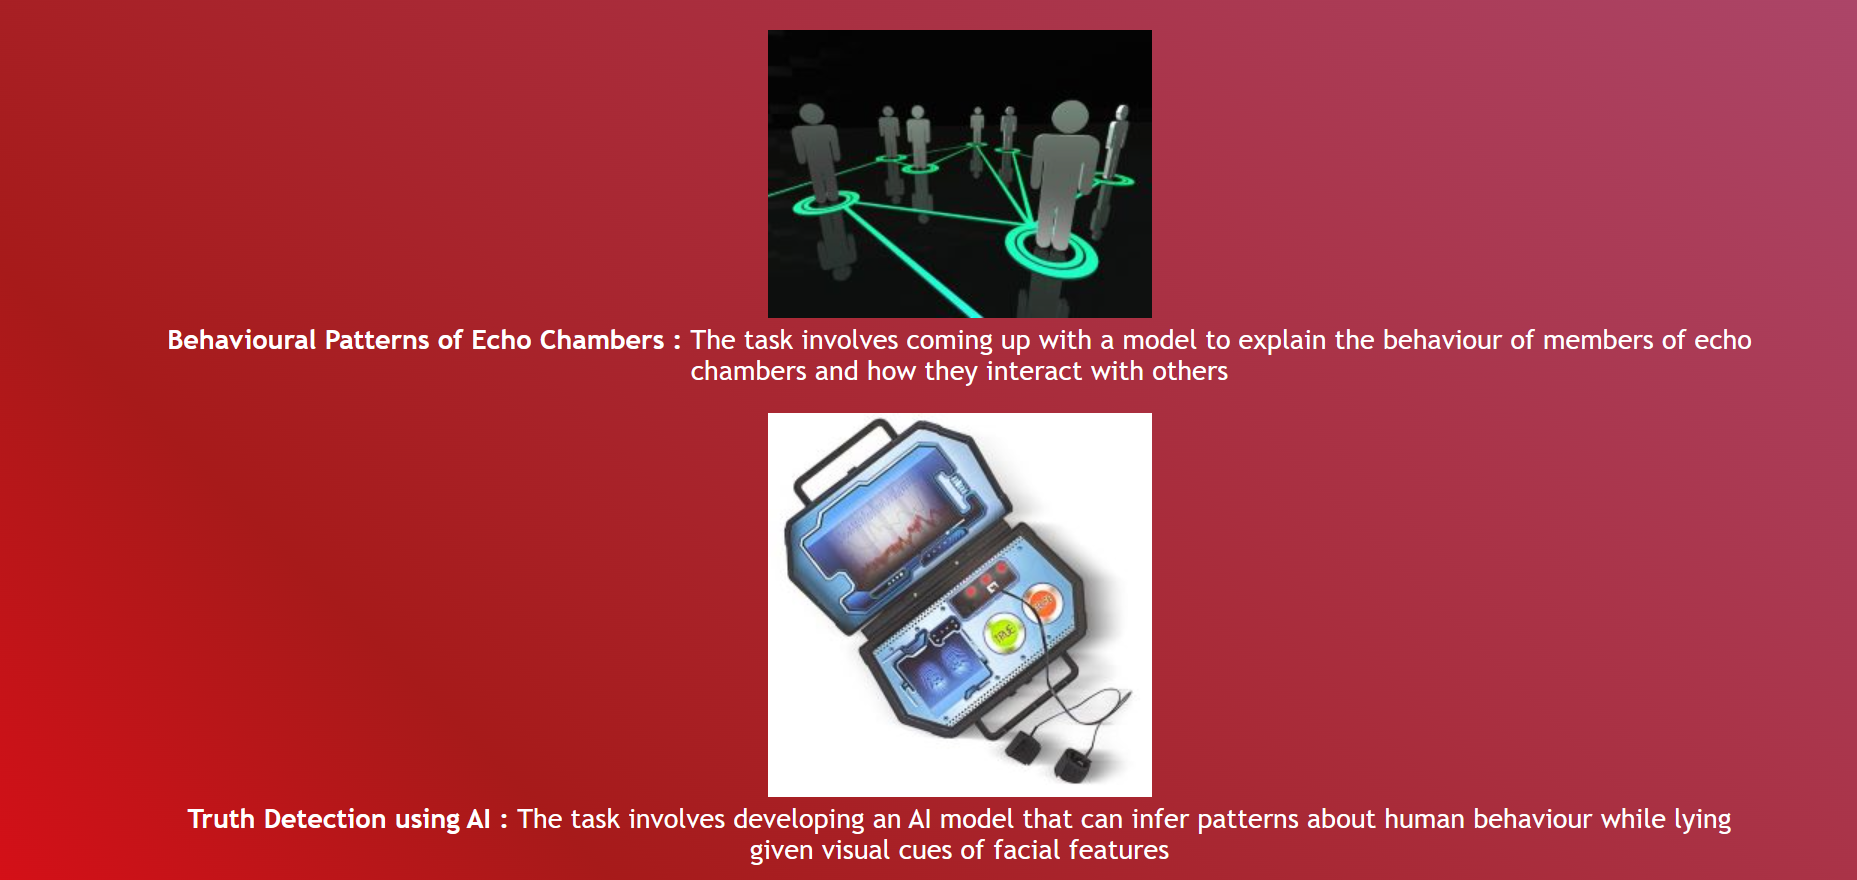 Behavioural Patterns of Echo Chambers : The task involves coming up with a model to explain the behaviour of members of echo
chambers and how they interact with others
TRUE
Truth Detection using AI : The task involves developing an AI model that can infer patterns about human behaviour while lying
given visual cues of facial features